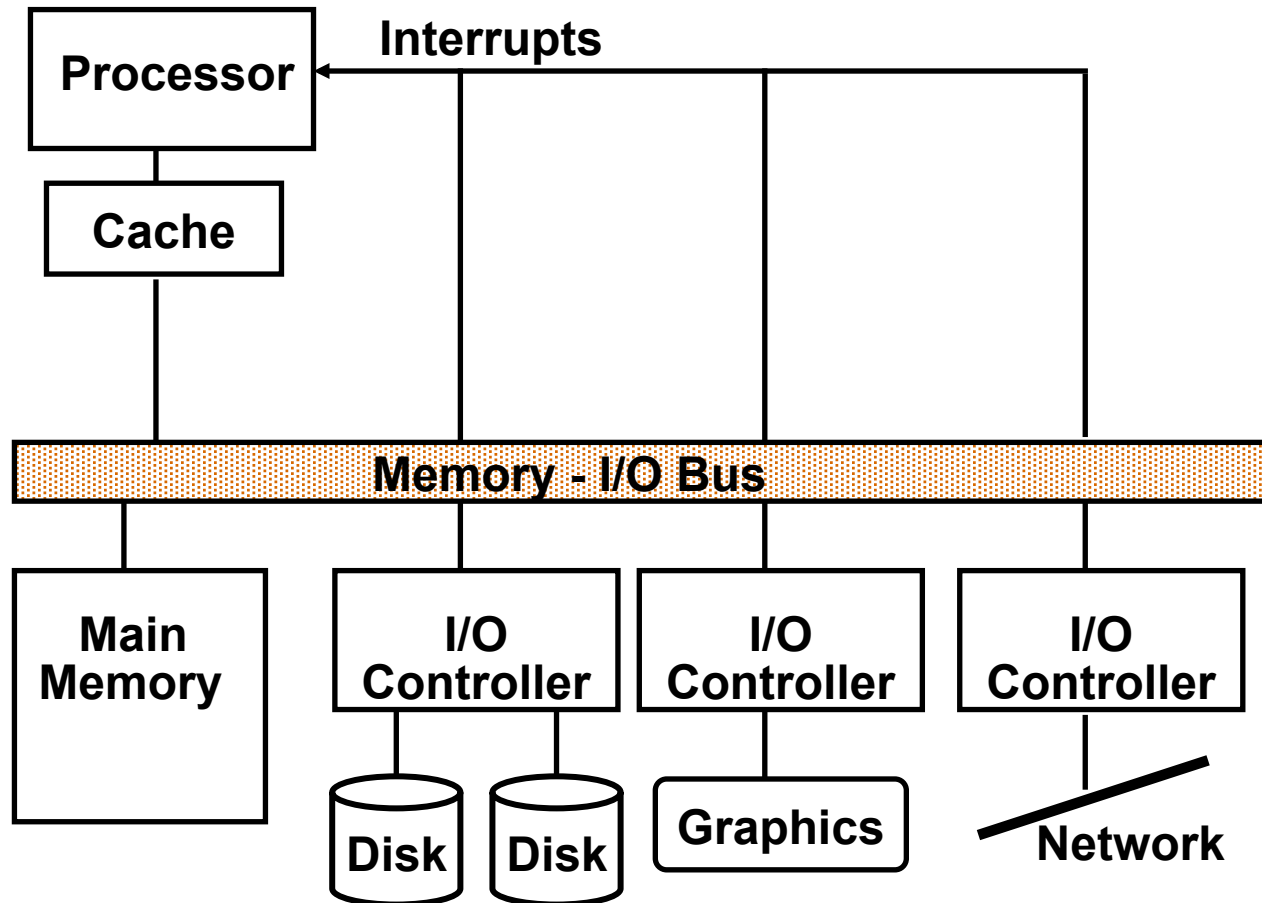 Interrupts
Processor
Cache
Memory - I/O Bus
Main
Memory
I/O
Controller
I/O
Controller
I/O
Controller
Disk
Disk
Graphics
Network